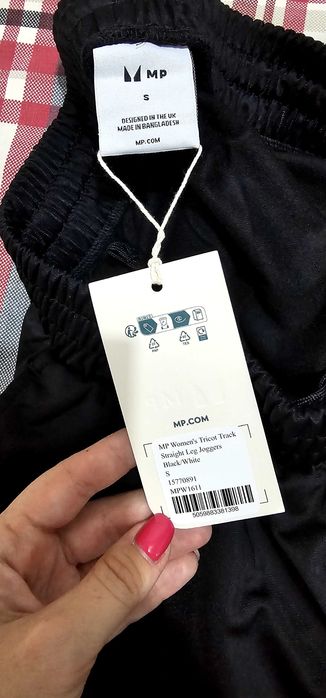 MP
S
DESIGNED IN THE UK
MADE IN BANGLADESH
MP.COM
MP.COM
MP Women's Tricot Track
Straight Leg Joggers
Black/White
S
15770891
MPW1611
5059883381398